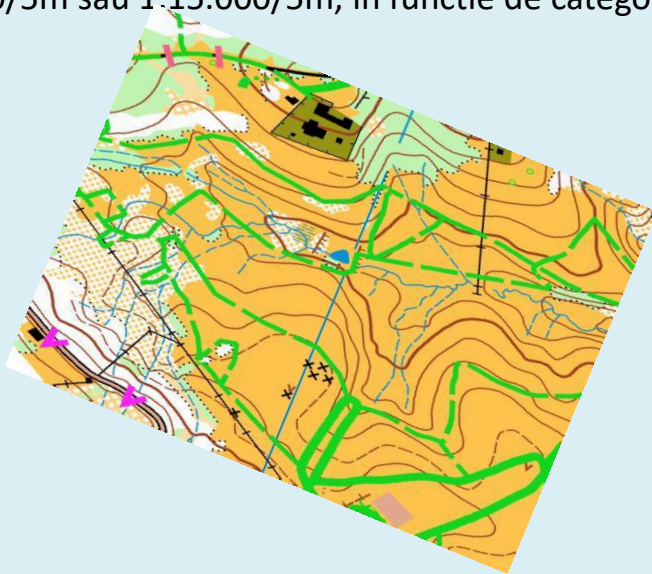 /5m sau 1:15.000/5m, în funcție de catego